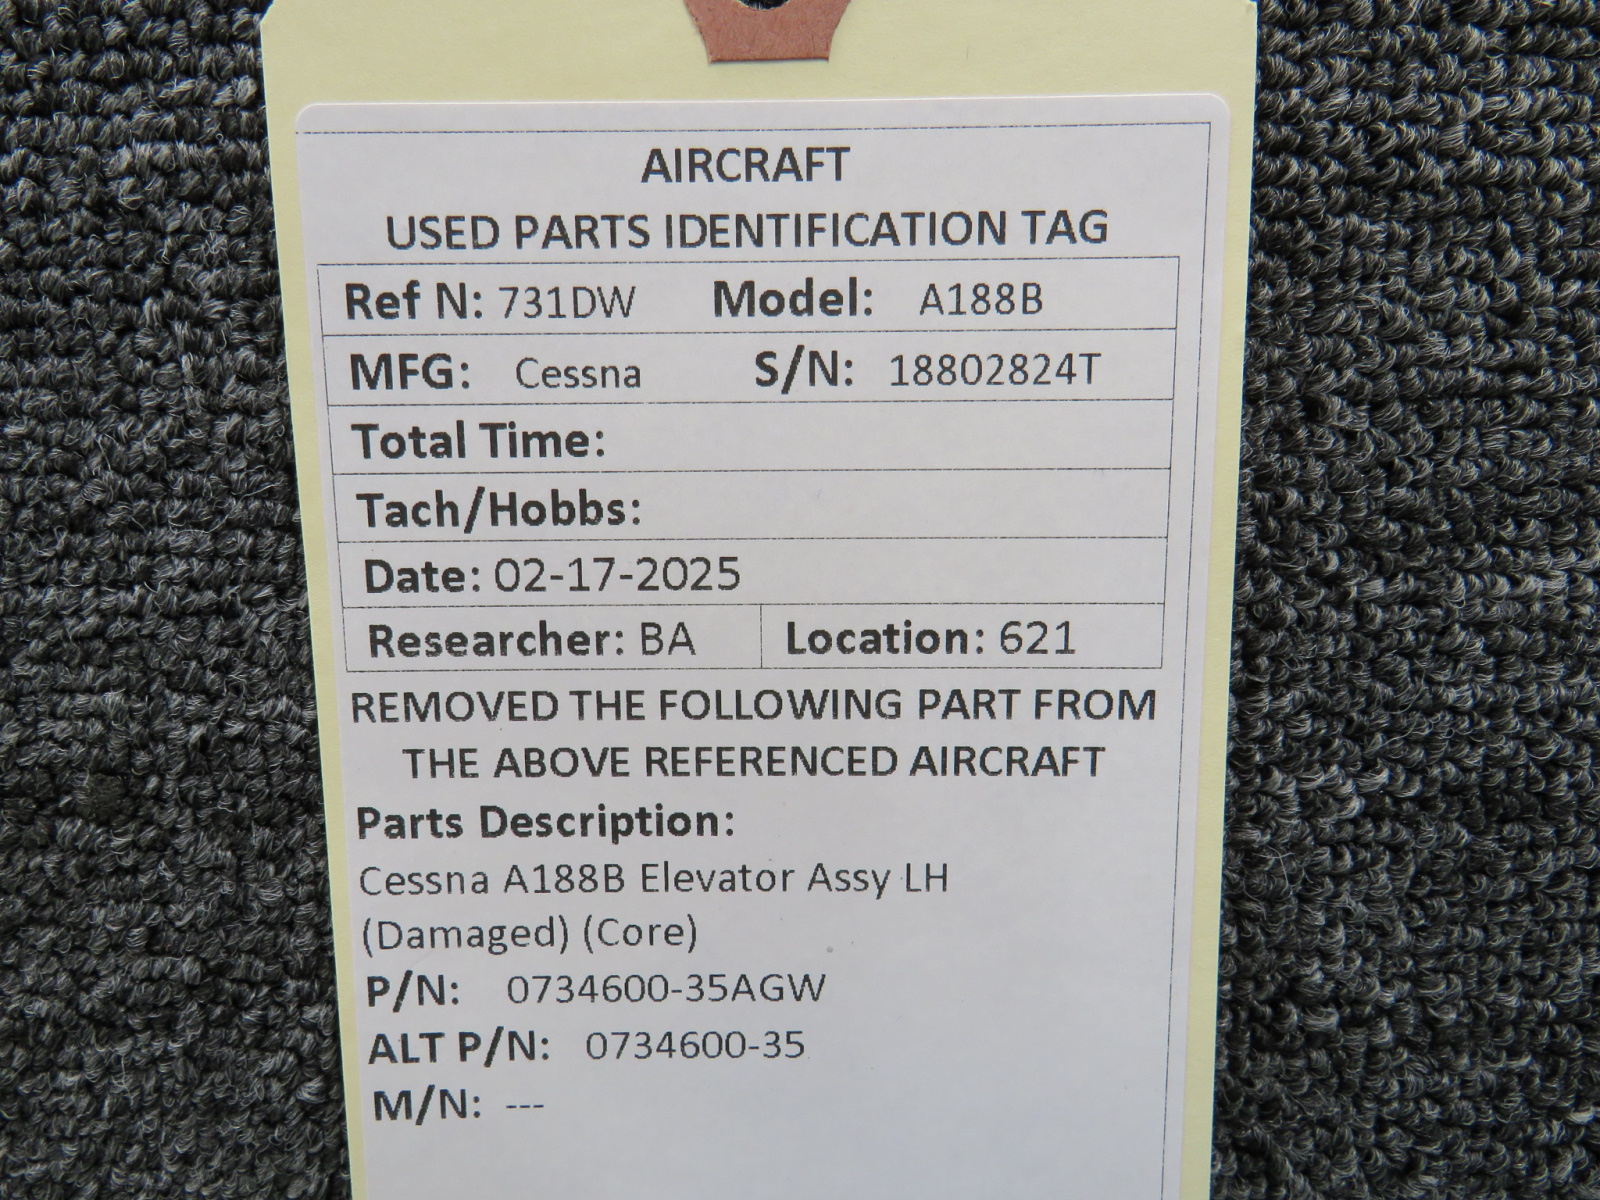 AIRCRAFT
USED PARTS IDENTIFICATION TAG
Ref N: 731DW Model: A188B
MFG: Cessna S/N: 18802824T
Total Time:
Tach/Hobbs:
Date: 02-17-2025
Researcher: BA Location: 621
REMOVED THE FOLLOWING PART FROM
THE ABOVE REFERENCED AIRCRAFT
Parts Description:
Cessna A188B Elevator Assy LH
(Damaged) (Core)
P/N: 0734600-35AGW
ALT P/N: 0734600-35
M/N: ---